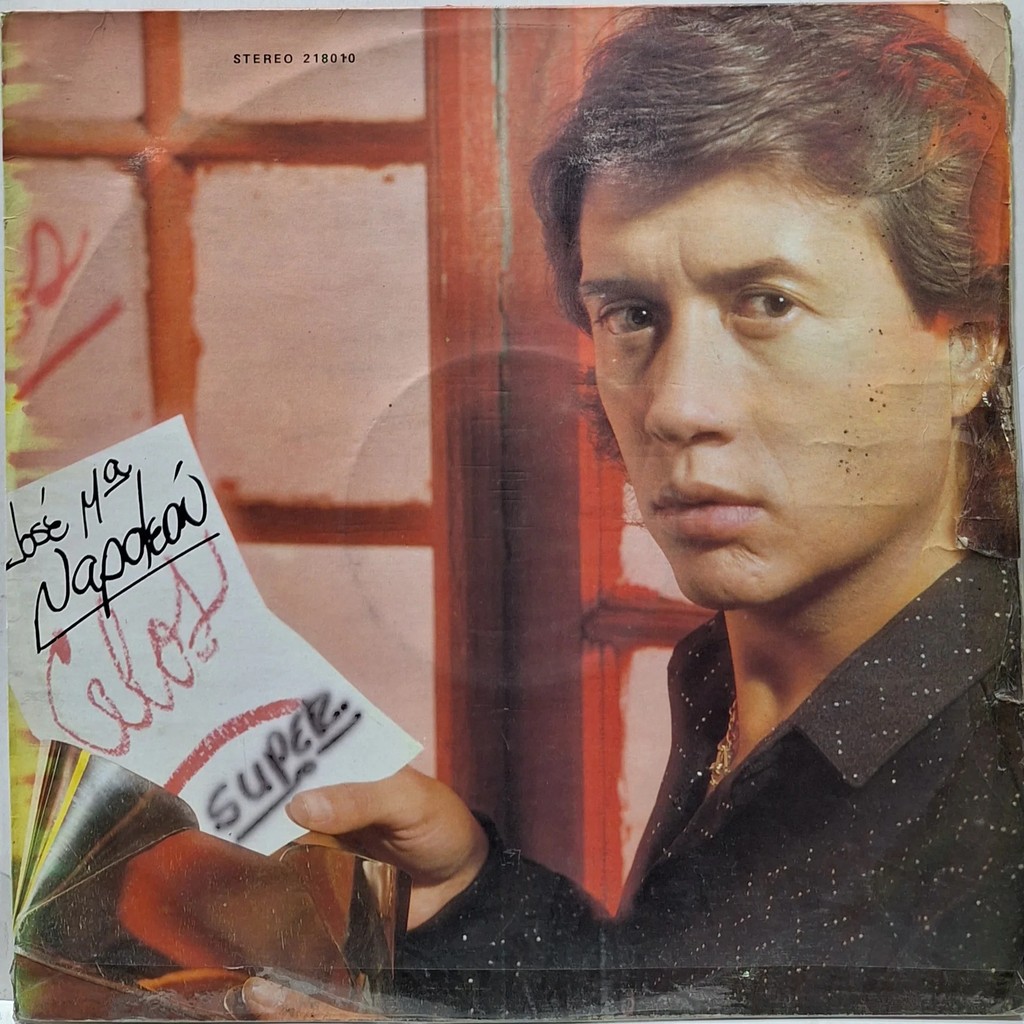 STEREO 218010
José Mª
Napoleón
Celos
SUPER..